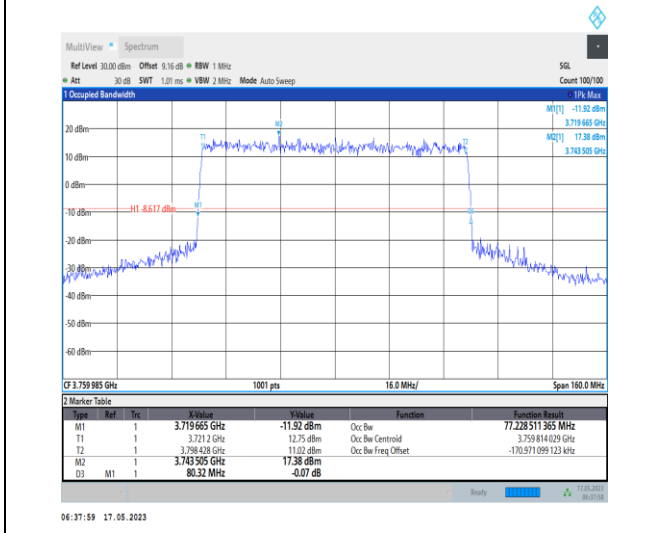 MultiView Spectrum
Ref Level 30.00 dBm Offset 9.16 dB RBW 1 MHz SGL
Att 30 dB SWT 1.01 ms VBW 2 MHz Mode Auto Sweep Count 100/100
1 Occupied Bandwidth 1Pk Max
M1[1] -11.92 dBm
3.719 665 GHz
M2[1] 17.38 dBm
3.743 505 GHz
M2
20 dBm
T1
T2
10 dBm
0 dBm
H1 -8.617 dBm
M1
D3
-10 dBm
-20 dBm
-30 dBm
-40 dBm
-50 dBm
-60 dBm
CF 3.759 985 GHz 1001 pts 16.0 MHz/ Span 160.0 MHz
2 Marker Table
Type Ref Trc X-Value Y-Value Function Function Result
M1 1 3.719 665 GHz -11.92 dBm Occ Bw 77.228 511 365 MHz
T1 1 3.721 2 GHz 12.75 dBm Occ Bw Centroid 3.759 814 029 GHz
T2 1 3.798 428 GHz 11.02 dBm Occ Bw Freq Offset -170.971 099 123 kHz
M2 1 3.743 505 GHz 17.38 dBm
D3 M1 1 80.32 MHz -0.07 dB
Ready 17.05.2023
06:37:58
06:37:59 17.05.2023